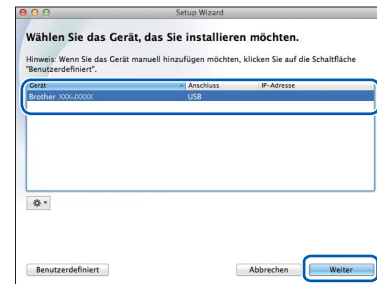 Setup Wizard
Wählen Sie das Gerät, das Sie installieren möchten.
Hinweis: Wenn Sie das Gerät manuell hinzufügen möchten, klicken Sie auf die Schaltfläche
"Benutzerdefiniert".
Gerät Anschluss IP-Adresse
Brother XXX-JXXXX USB
Benutzerdefiniert Abbrechen Weiter